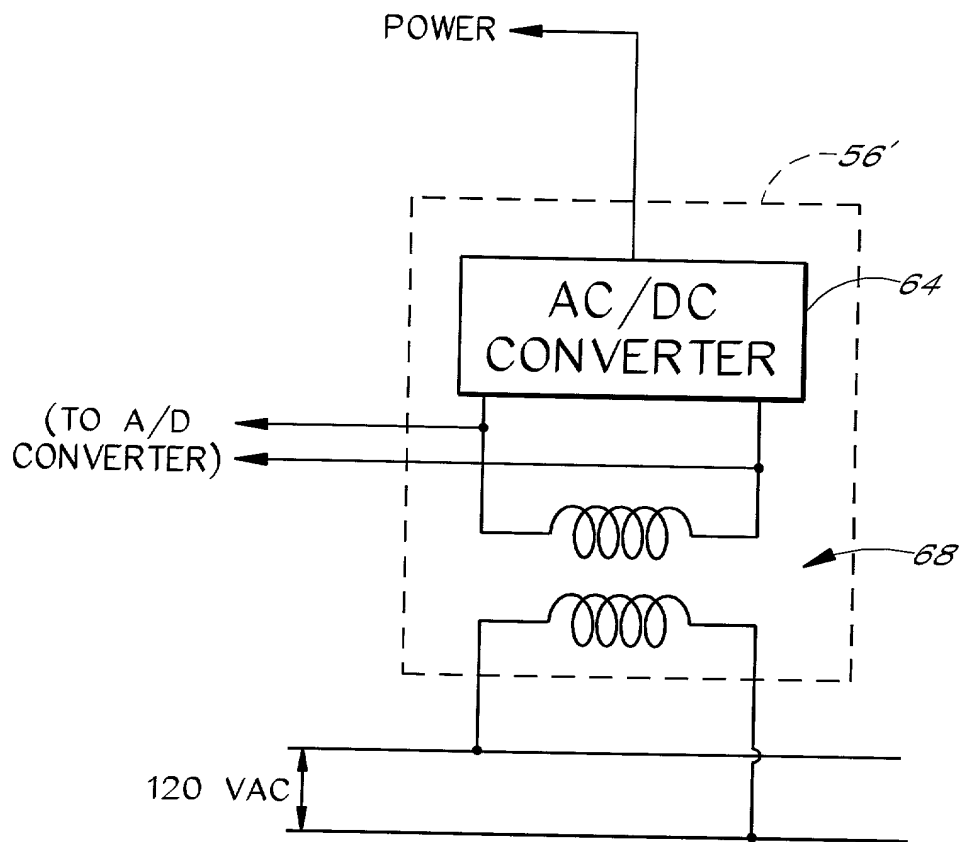 POWER
56'
AC/DC
CONVERTER
64
(TO A/D
CONVERTER)
68
120 VAC